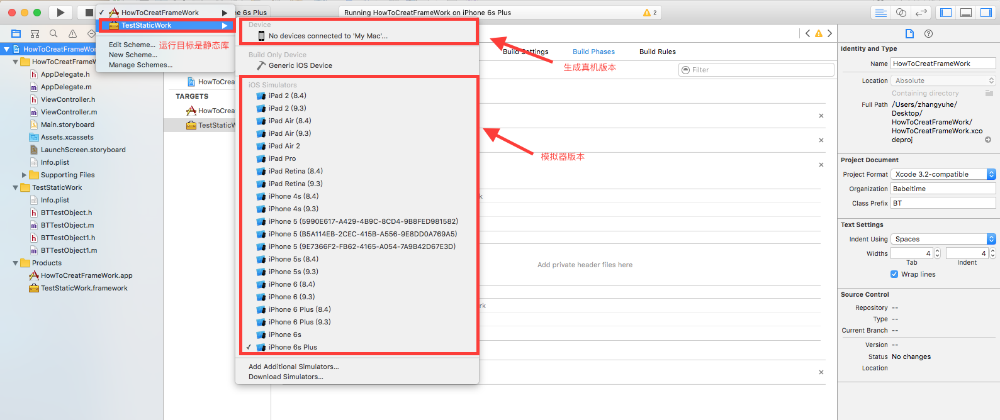 HowToCreatFrameWork
e 6s Plus
Running HowToCreatFrameWork on iPhone 6s Plus
2
TestStaticWork
Edit Scheme...
运行目标是静态库
New Scheme...
Manage Schemes...
HowToCreatFrameWo
HowToCreatFrameW
AppDelegate.h
AppDelegate.m
ViewController.h
ViewController.m
Main.storyboard
Assets.xcassets
LaunchScreen.storyboard
Info.plist
Supporting Files
TestStaticWork
Info.plist
BTTestObject.h
BTTestObject.m
BTTestObject1.h
BTTestObject1.m
Products
HowToCreatFrameWork.app
TestStaticWork.framework
HowToCrea
TARGETS
HowToCrea
TestStaticW
Device
No devices connected to 'My Mac'...
Build Only Device
Generic iOS Device
iOS Simulators
iPad 2 (8.4)
iPad 2 (9.3)
iPad Air (8.4)
iPad Air (9.3)
iPad Air 2
iPad Pro
iPad Retina (8.4)
iPad Retina (9.3)
iPhone 4s (8.4)
iPhone 4s (9.3)
iPhone 5 (5990E617-A429-4B9C-8CD4-9B8FED981582)
iPhone 5 (B5A114EB-2CEC-415B-A556-9E8DD0A769A5)
iPhone 5 (9E7366F2-FB62-4165-A054-7A9B42D67E3D)
iPhone 5s (8.4)
iPhone 5s (9.3)
iPhone 6 (8.4)
iPhone 6 (9.3)
iPhone 6 Plus (8.4)
iPhone 6 Plus (9.3)
iPhone 6s
iPhone 6s Plus
Add Additional Simulators...
Download Simulators...
Build Settings
Build Phases
Build Rules
生成真机版本
Filter
模拟器版本
k
Add private header files here
rk
Identity and Type
Name HowToCreatFrameWork
Location Absolute
Containing directory
Full Path /Users/zhangyuhe/
Desktop/
HowToCreatFrameWork/
HowToCreatFrameWork.xco
deproj
Project Document
Project Format Xcode 3.2-compatible
Organization Babeltime
Class Prefix BT
Text Settings
Indent Using Spaces
Widths 4 4
Tab Indent
Wrap lines
Source Control
Repository --
Type --
Current Branch --
Version --
Status No changes
Location